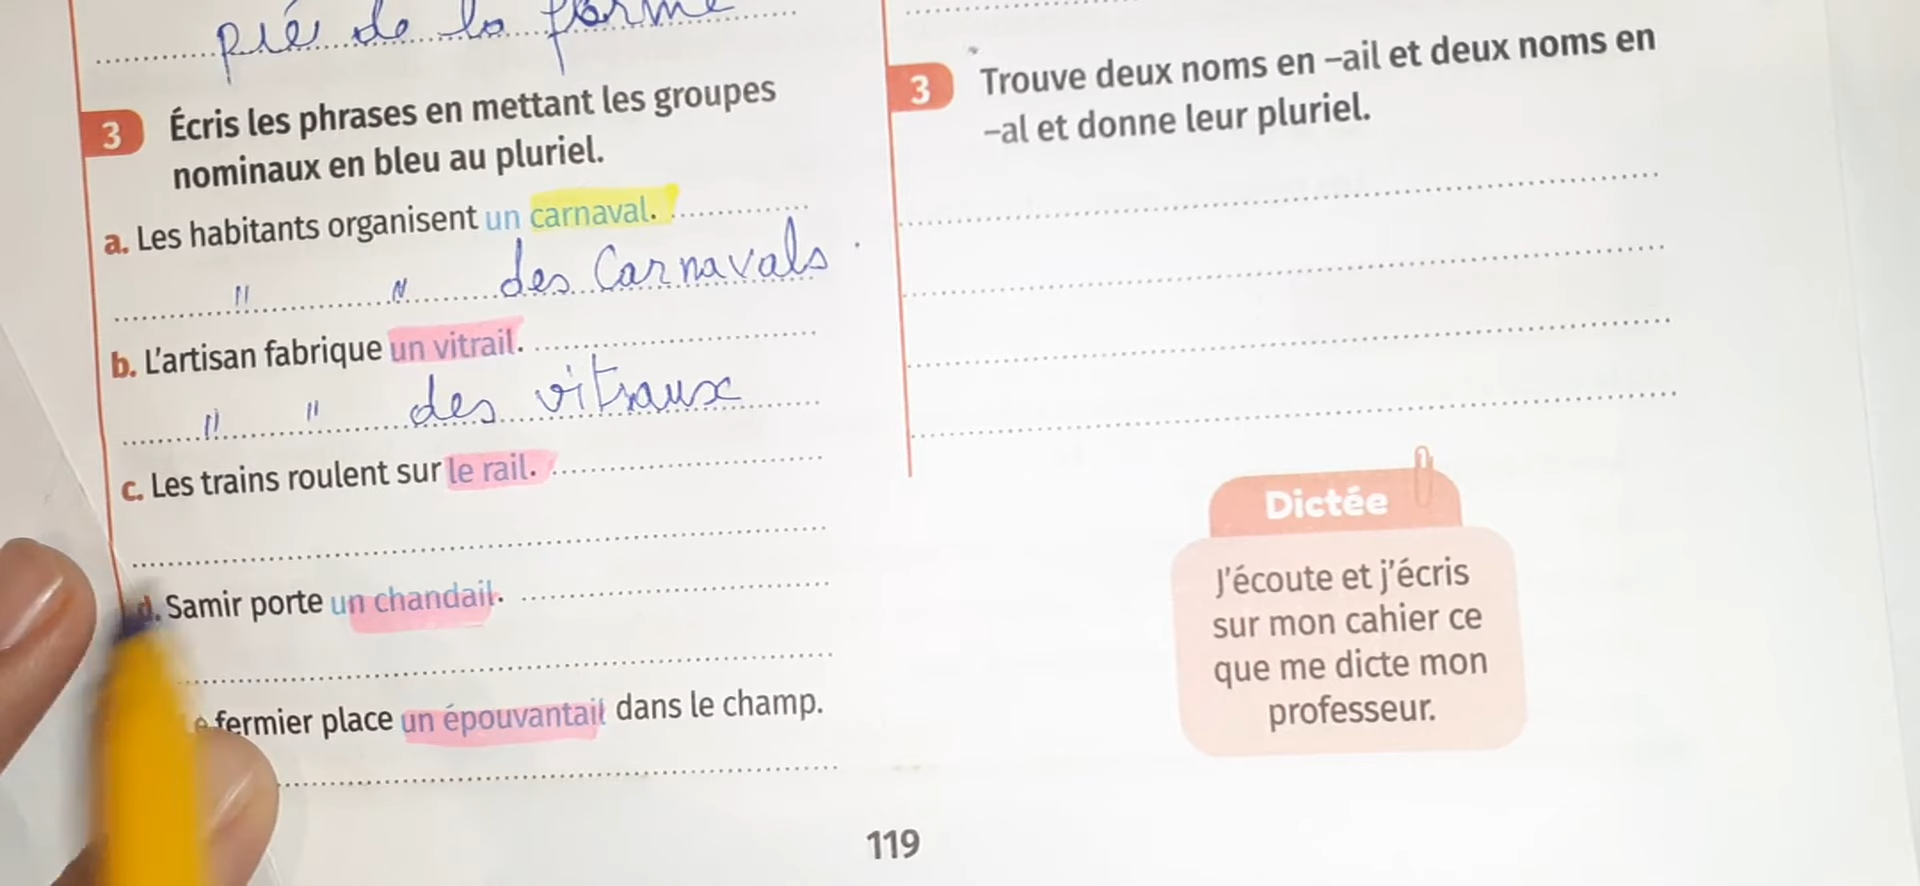 pié de la ferme
3 Écris les phrases en mettant les groupes
nominaux en bleu au pluriel.
a. Les habitants organisent un carnaval.
" " des Carnavals.
b. L'artisan fabrique un vitrail.
" " des vitraux
c. Les trains roulent sur le rail.
d. Samir porte un chandail.
fermier place un épouvantail dans le champ.
3 Trouve deux noms en –ail et deux noms en
–al et donne leur pluriel.
Dictée
J'écoute et j'écris
sur mon cahier ce
que me dicte mon
professeur.
119